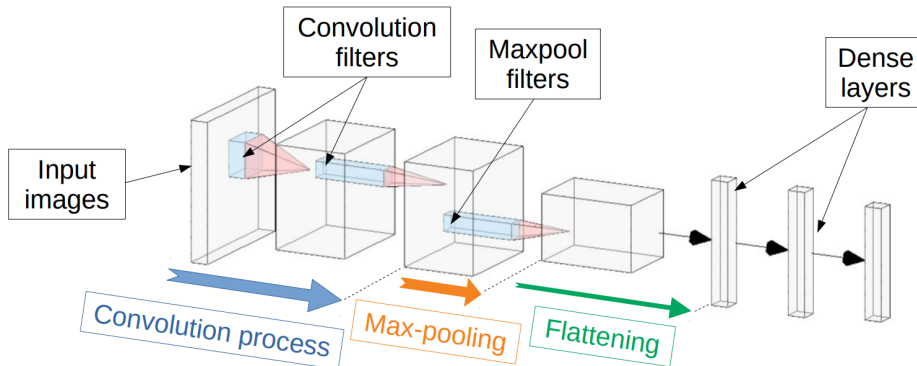 Convolution
filters
Maxpool
filters
Dense
layers
Input
images
Convolution process
Max-pooling
Flattening